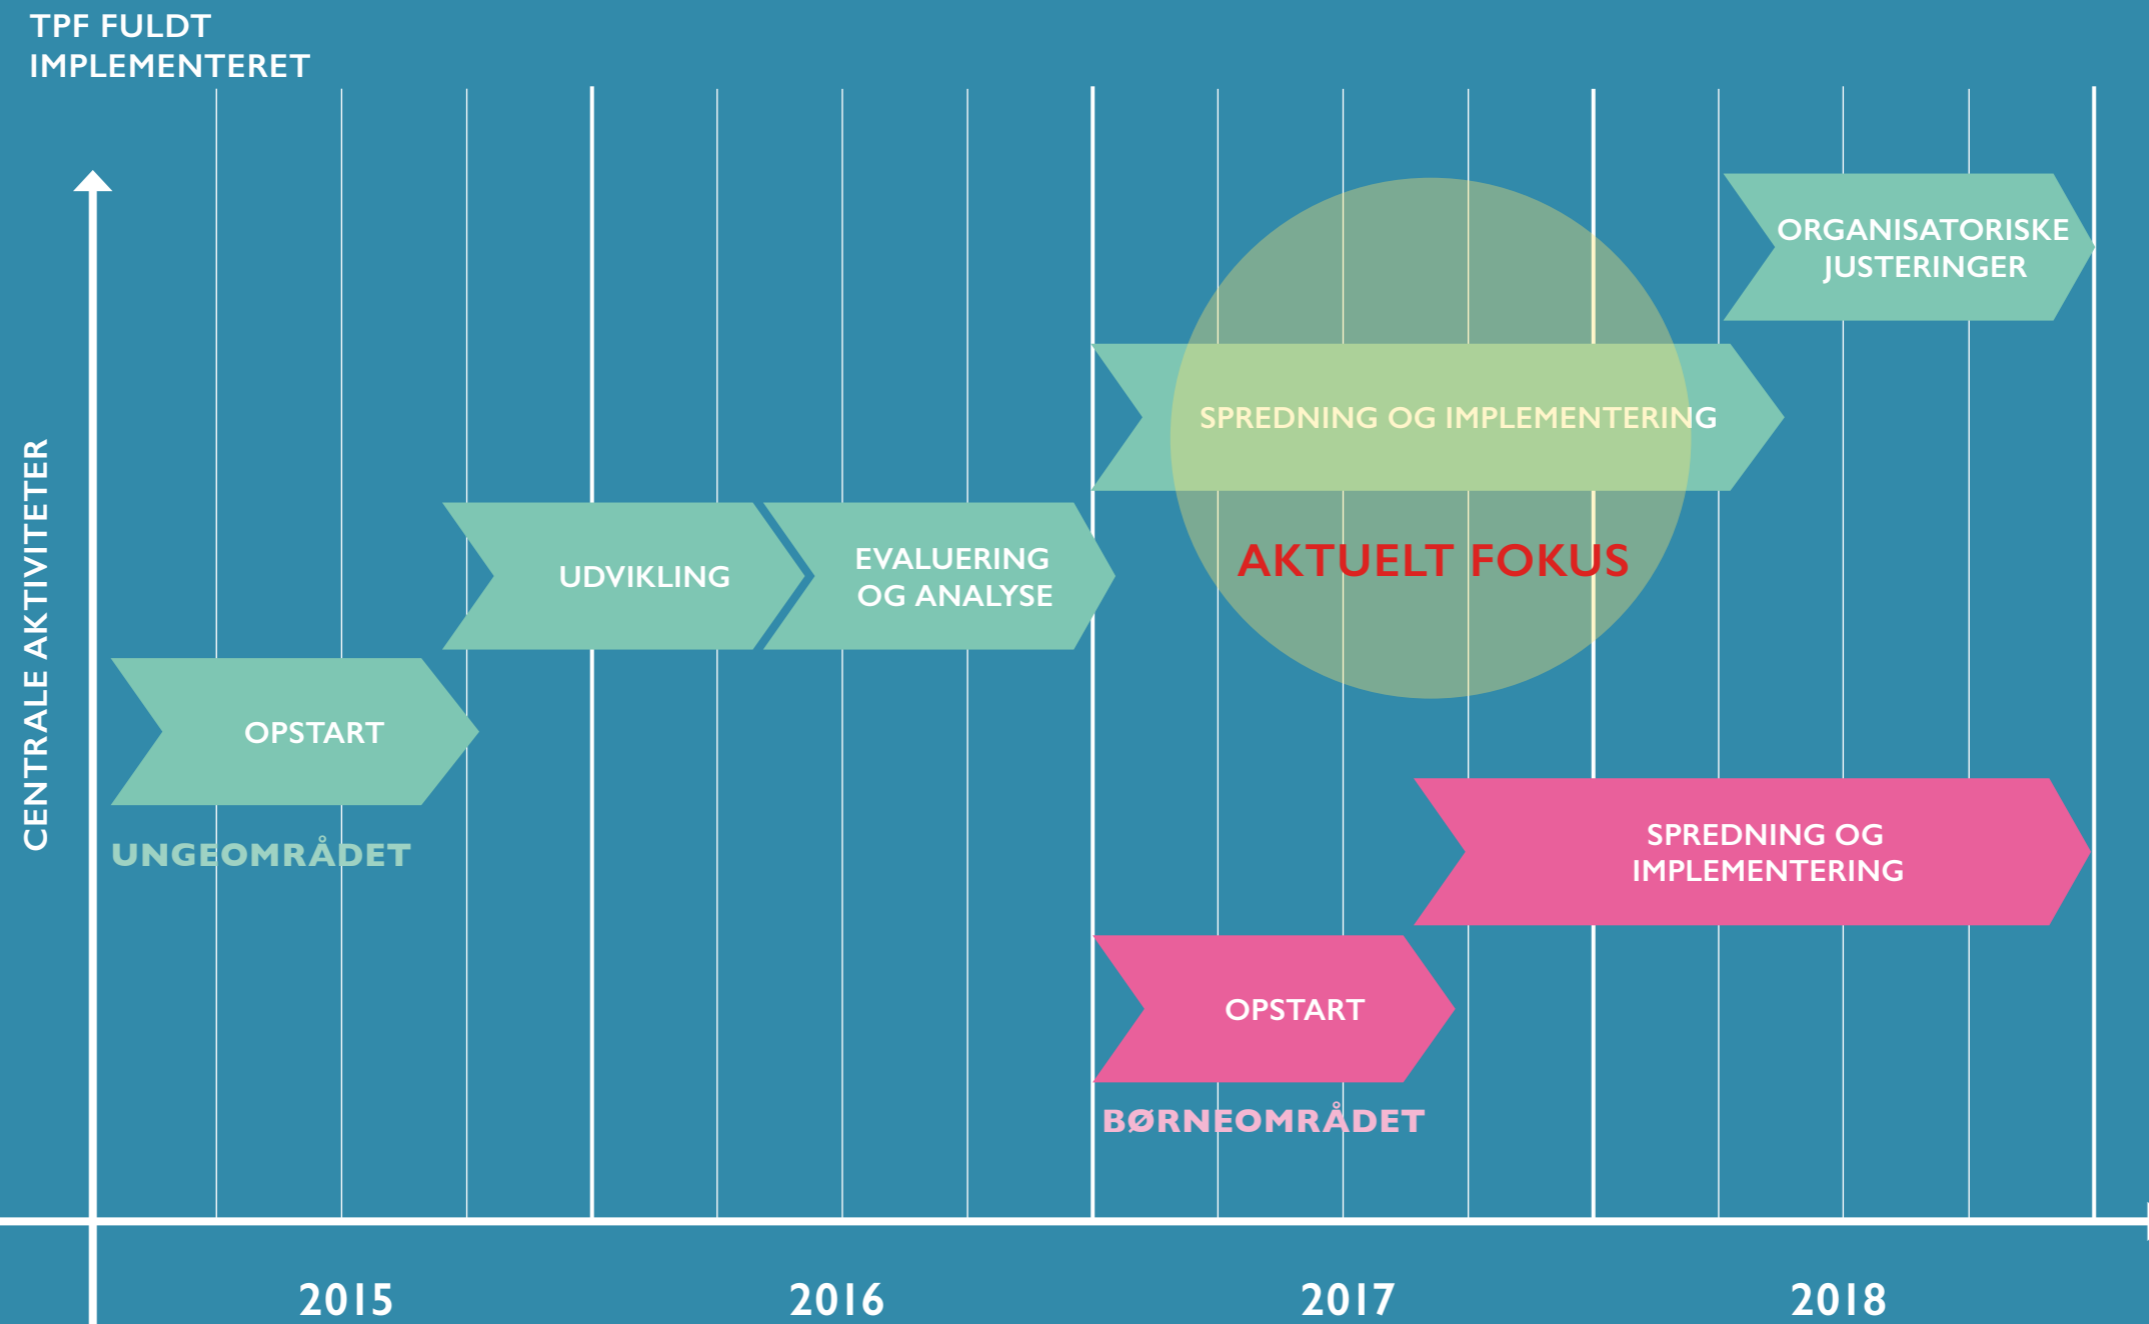 TPF FULDT
IMPLEMENTERET
ORGANISATORISKE
JUSTERINGER
SPREDNING OG IMPLEMENTERING
AKTUELT FOKUS
UDVIKLING
EVALUERING
OG ANALYSE
CENTRALE AKTIVITETER
OPSTART
UNGEOMRÅDET
SPREDNING OG
IMPLEMENTERING
OPSTART
BØRNEOMRÅDET
2015
2016
2017
2018